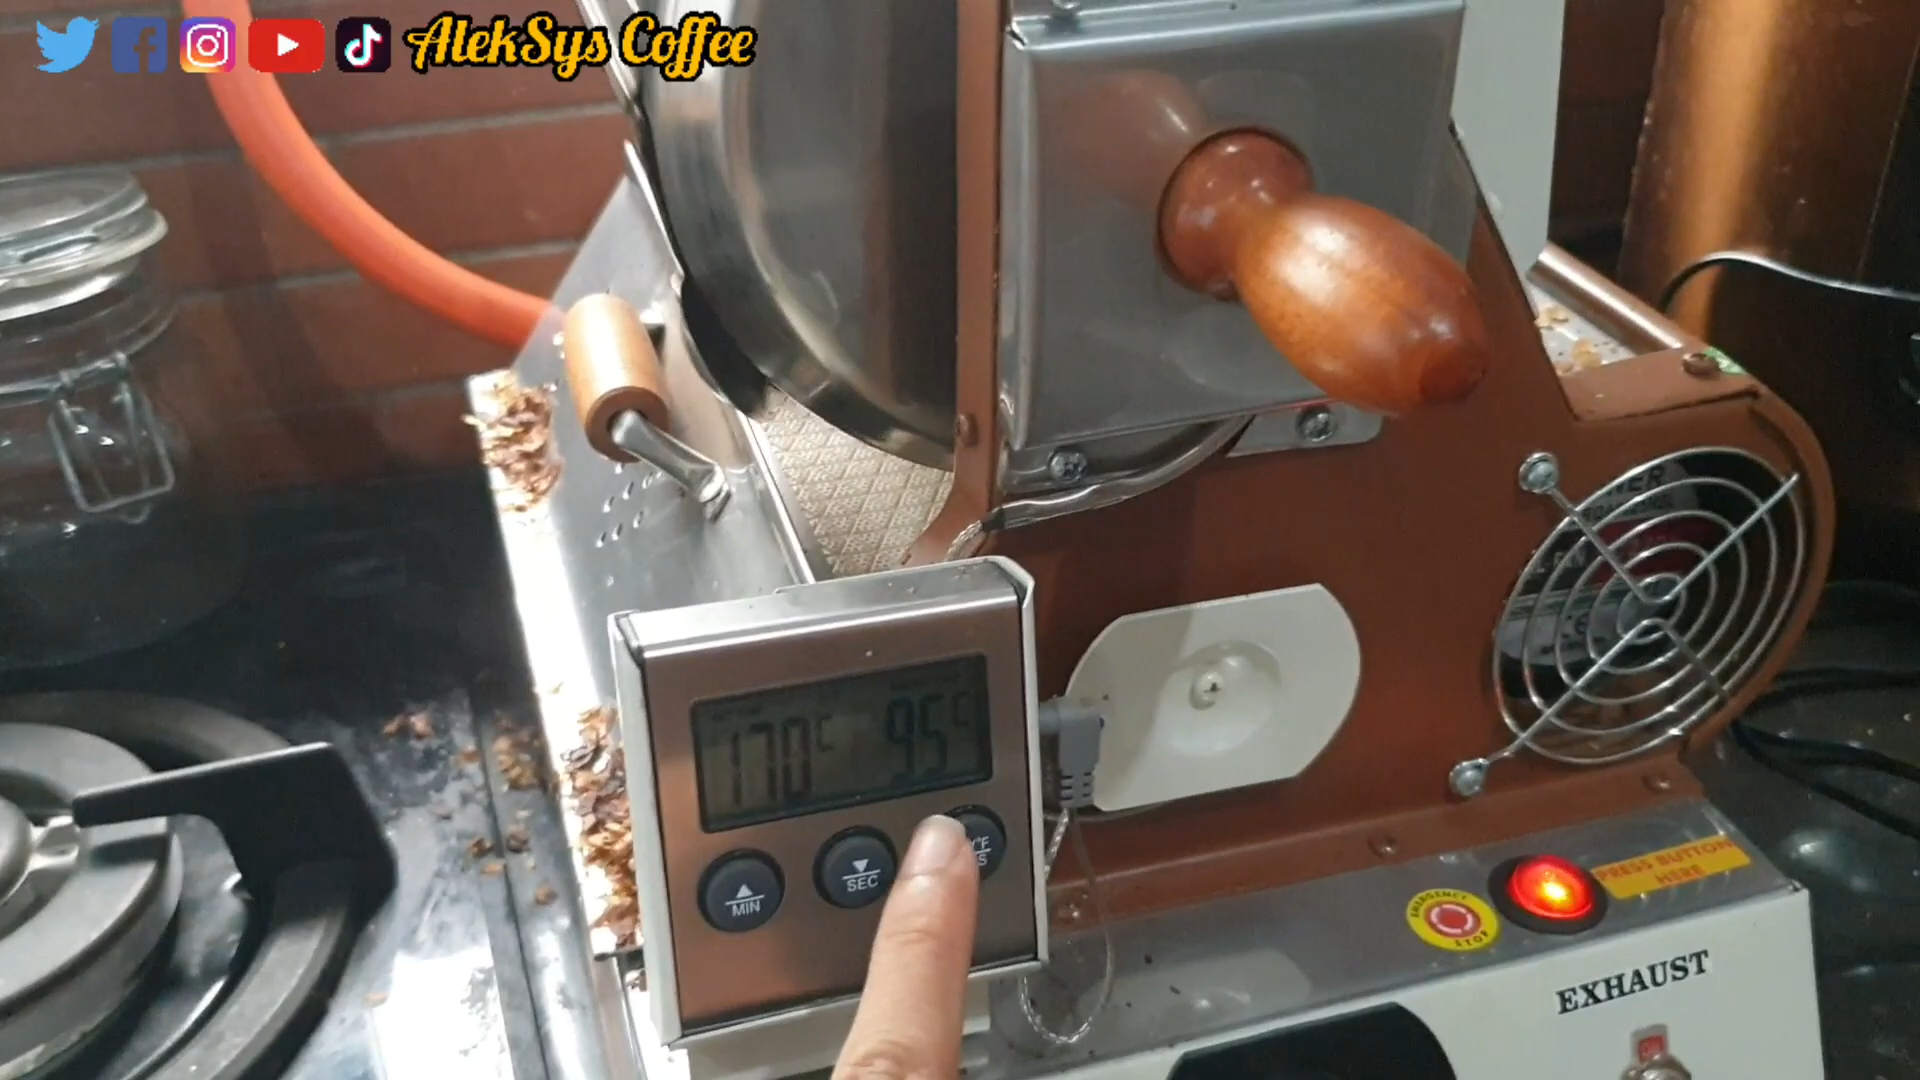 AlekSys Coffee
170°C 95°C
MIN
SEC
PRESS BUTTON
HERE
EMERGENCY
STOP
EXHAUST